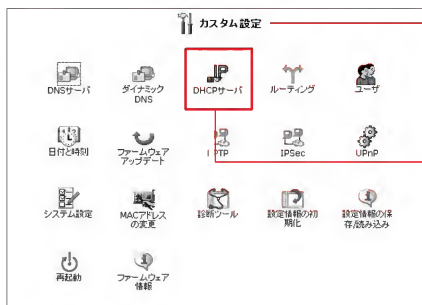 カスタム設定
DNSサーバ
ダイナミック
DNS
DHCPサーバ
ルーティング
ユーザ
日付と時刻
ファームウェア
アップデート
PPTP
IPSec
UPnP
システム設定
MACアドレス
の変更
診断ツール
設定情報の初
期化
設定情報の保
存/読み込み
再起動
ファームウェア
情報